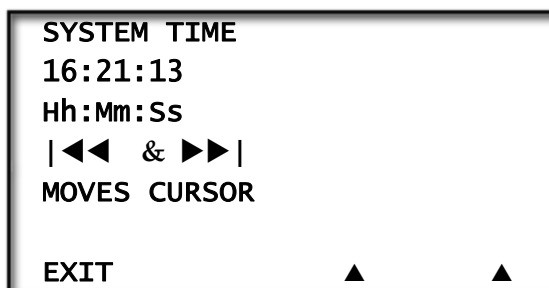 SYSTEM TIME
16:21:13
Hh:Mm:Ss
|◀◀ & ▶▶|
MOVES CURSOR
EXIT ▲ ▲